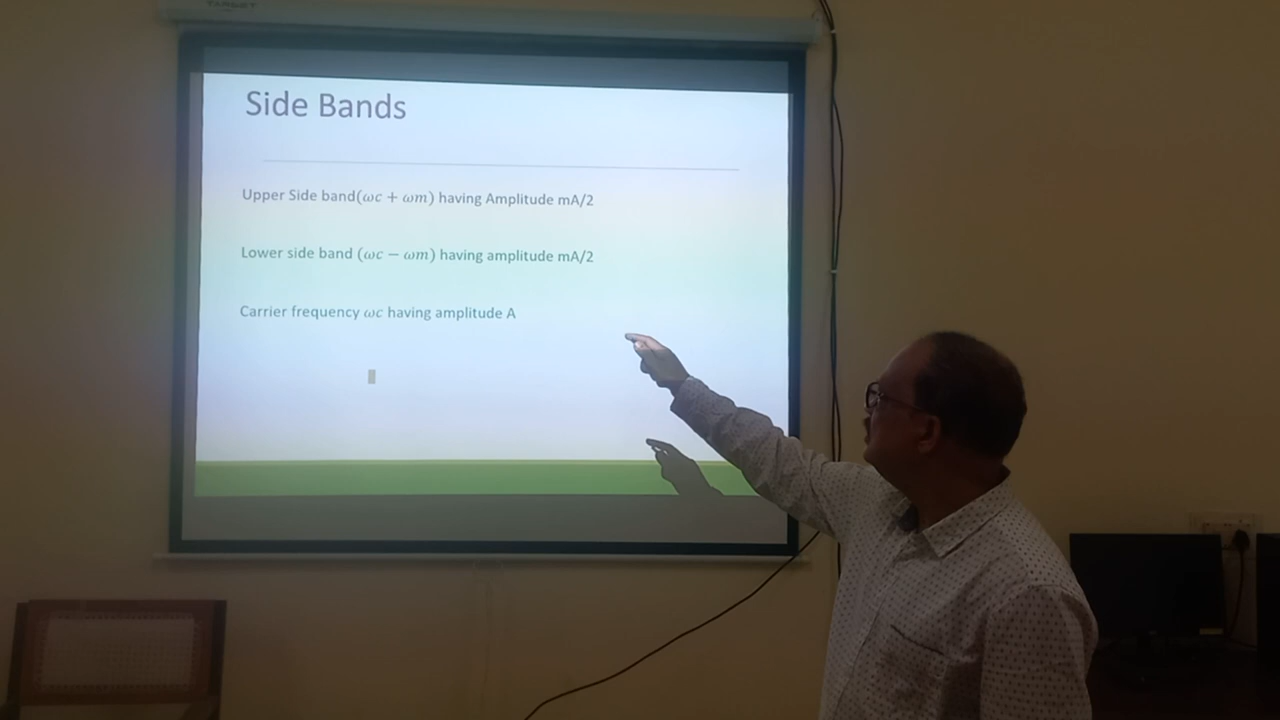 TARGET
Side Bands
Upper Side band(ωc + ωm) having Amplitude mA/2
Lower side band (ωc − ωm) having amplitude mA/2
Carrier frequency ωc having amplitude A